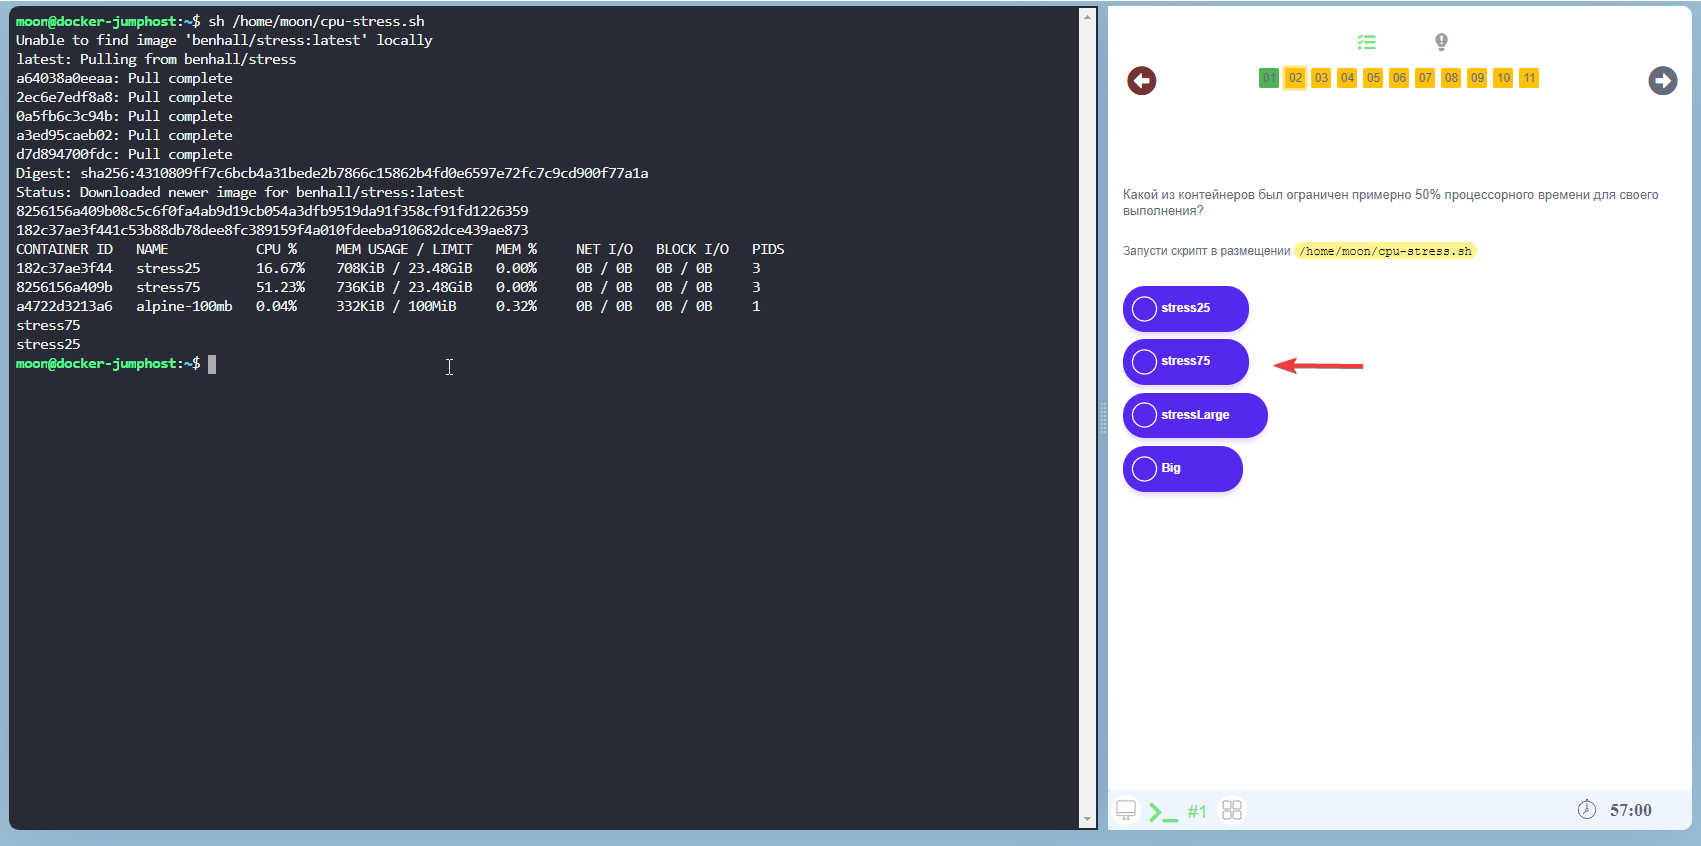 moon@docker-jumphost:~$ sh /home/moon/cpu-stress.sh
Unable to find image 'benhall/stress:latest' locally
latest: Pulling from benhall/stress
a64038a0eeaa: Pull complete
2ec6e7edf8a8: Pull complete
0a5fb6c3c94b: Pull complete
a3ed95caeb02: Pull complete
d7d894700fdc: Pull complete
Digest: sha256:4310809ff7c6bcb4a31bede2b7866c15862b4fd0e6597e72fc7c9cd900f77a1a
Status: Downloaded newer image for benhall/stress:latest
8256156a409b08c5c6f0fa4ab9d19cb054a3dfb9519da91f358cf91fd1226359
182c37ae3f441c53b88db78dee8fc389159f4a010fdeeba910682dce439ae873
CONTAINER ID NAME CPU % MEM USAGE / LIMIT MEM % NET I/O BLOCK I/O PIDS
182c37ae3f44 stress25 16.67% 708KiB / 23.48GiB 0.00% 0B / 0B 0B / 0B 3
8256156a409b stress75 51.23% 736KiB / 23.48GiB 0.00% 0B / 0B 0B / 0B 3
a4722d3213a6 alpine-100mb 0.04% 332KiB / 100MiB 0.32% 0B / 0B 0B / 0B 1
stress75
stress25
moon@docker-jumphost:~$
01 02 03 04 05 06 07 08 09 10 11
Какой из контейнеров был ограничен примерно 50% процессорного времени для своего
выполнения?
Запусти скрипт в размещении /home/moon/cpu-stress.sh
stress25
stress75
stressLarge
Big
#1
57:00